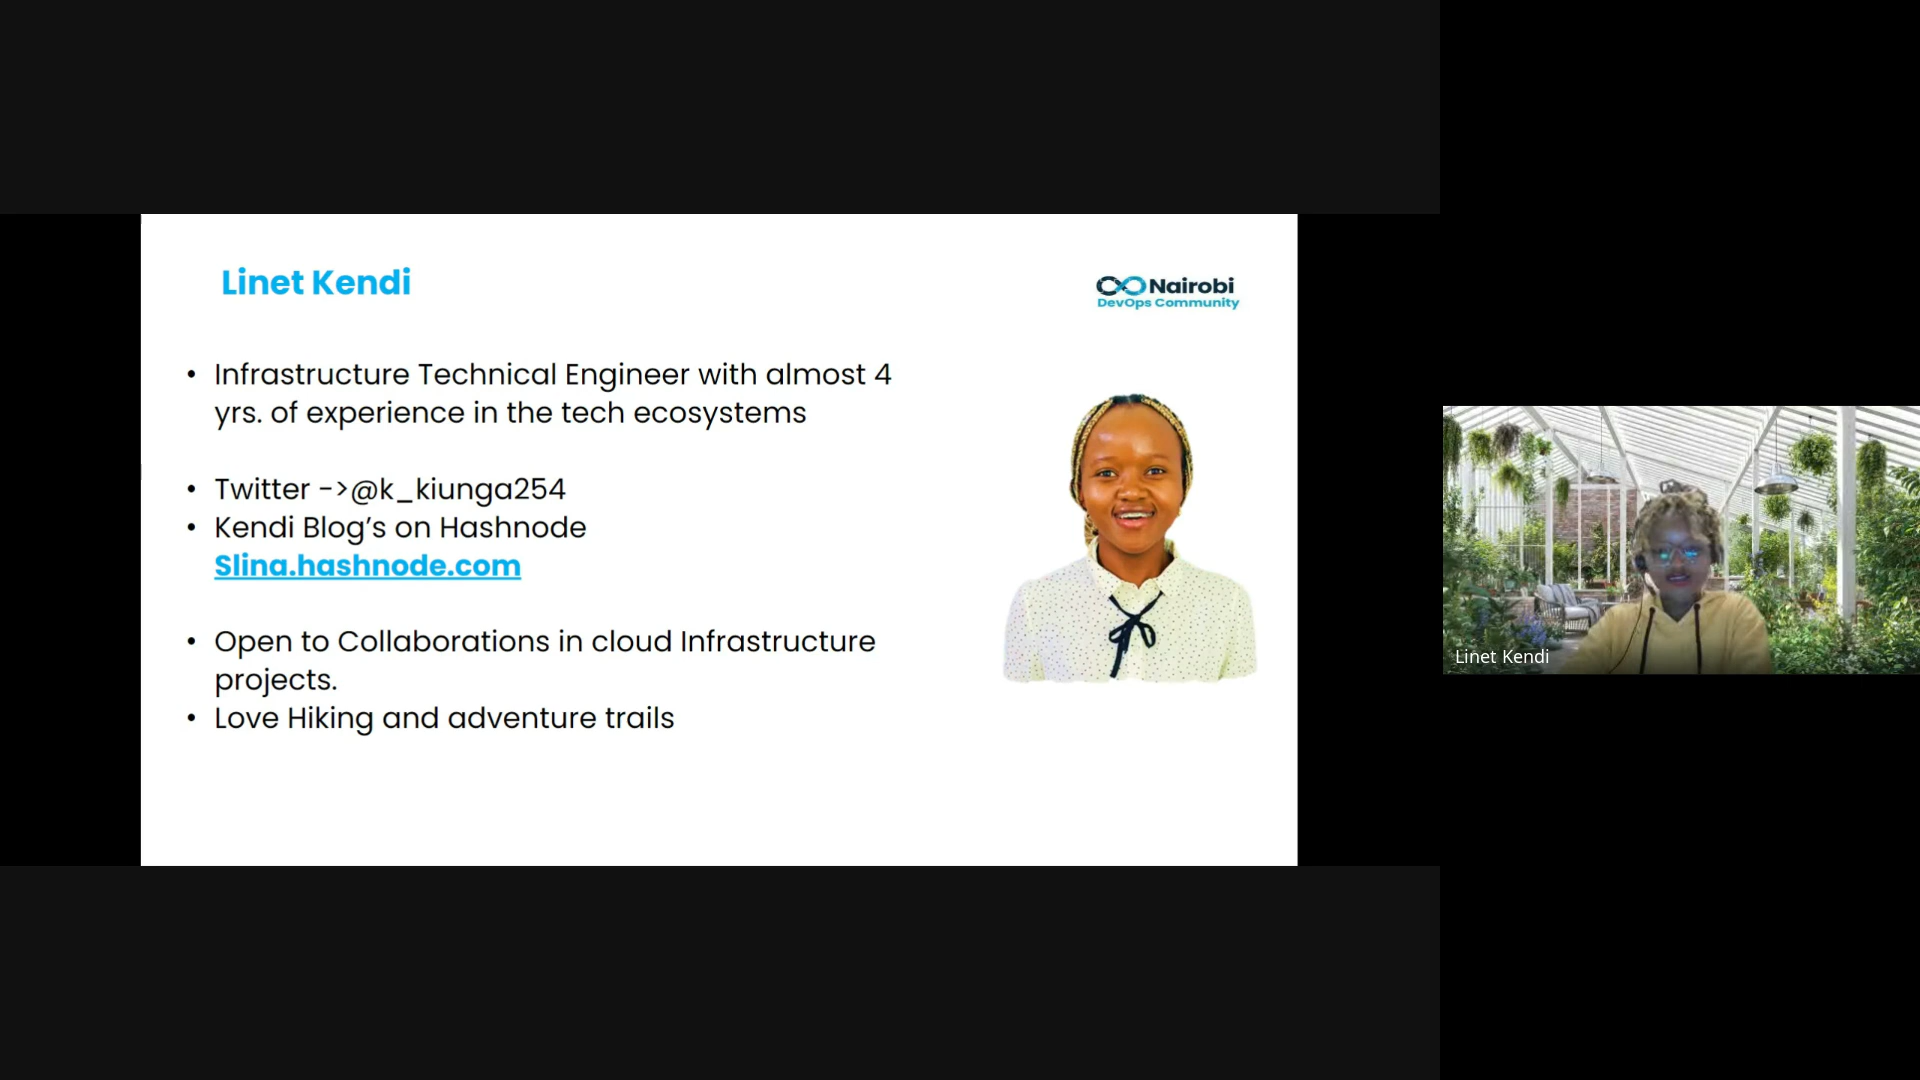 Linet Kendi
Nairobi
DevOps Community
• Infrastructure Technical Engineer with almost 4
yrs. of experience in the tech ecosystems
• Twitter ->@k_kiunga254
• Kendi Blog’s on Hashnode
Slina.hashnode.com
• Open to Collaborations in cloud Infrastructure
projects.
• Love Hiking and adventure trails
Linet Kendi